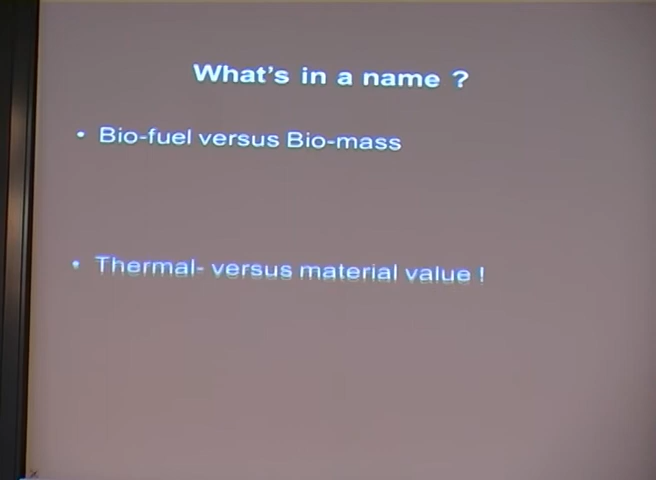 What's in a name ?
• Bio-fuel versus Bio-mass
• Thermal- versus material value !